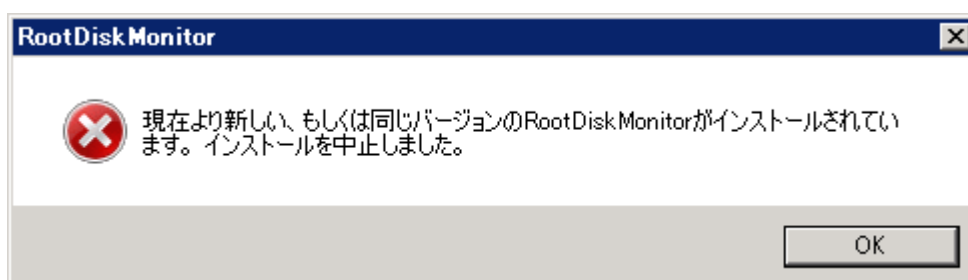 RootDiskMonitor
現在より新しい、もしくは同じバージョンのRootDiskMonitorがインストールされてい
ます。インストールを中止しました。
OK